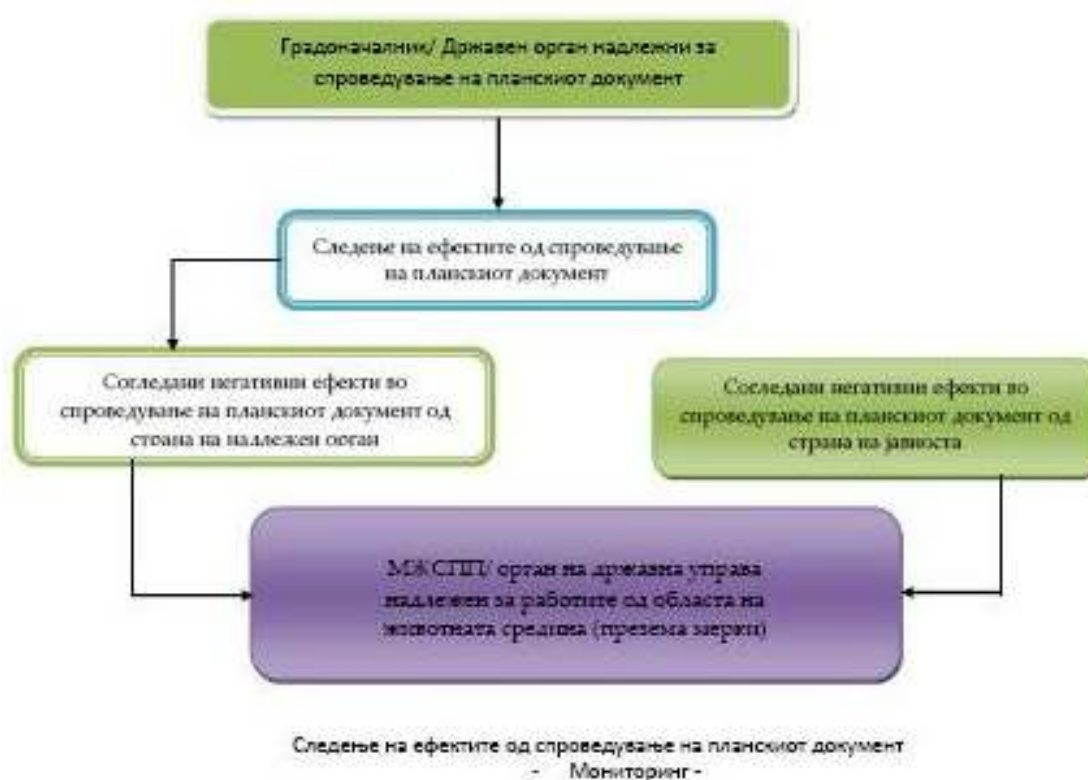 Градоначалник/ Државен орган надлежни за
спроведување на планскиот документ
Следење на ефектите од спроведување
на планскиот документ
Согледани негативни ефекти во
спроведување на планскиот документ од
страна на надлежен орган
Согледани негативни ефекти во
спроведување на планскиот документ од
страна на јавноста
МЖСПП/ орган на државна управа
надлежен за работите од областа на
животната средина (презема мерки)
Следење на ефектите од спроведување на планскиот документ
- Мониторинг -